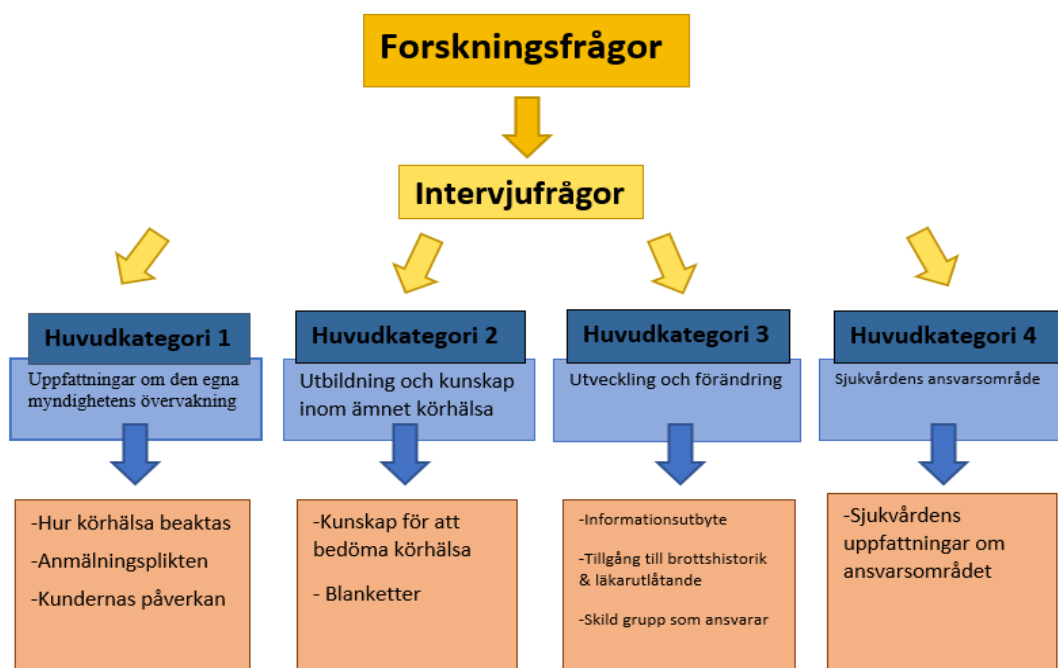 Forskningsfrågor
Intervjufrågor
Huvudkategori 1
Uppfattningar om den egna
myndighetens övervakning
-Hur körhälsa beaktas
-Anmälningsplikten
-Kundernas påverkan
Huvudkategori 2
Utbildning och kunskap
inom ämnet körhälsa
-Kunskap för att
bedöma körhälsa
- Blanketter
Huvudkategori 3
Utveckling och förändring
-Informationsutbyte
-Tillgång till brottshistorik
& läkarutlåtande
-Skild grupp som ansvarar
Huvudkategori 4
Sjukvårdens ansvarsområde
-Sjukvårdens
uppfattningar om
ansvarsområdet